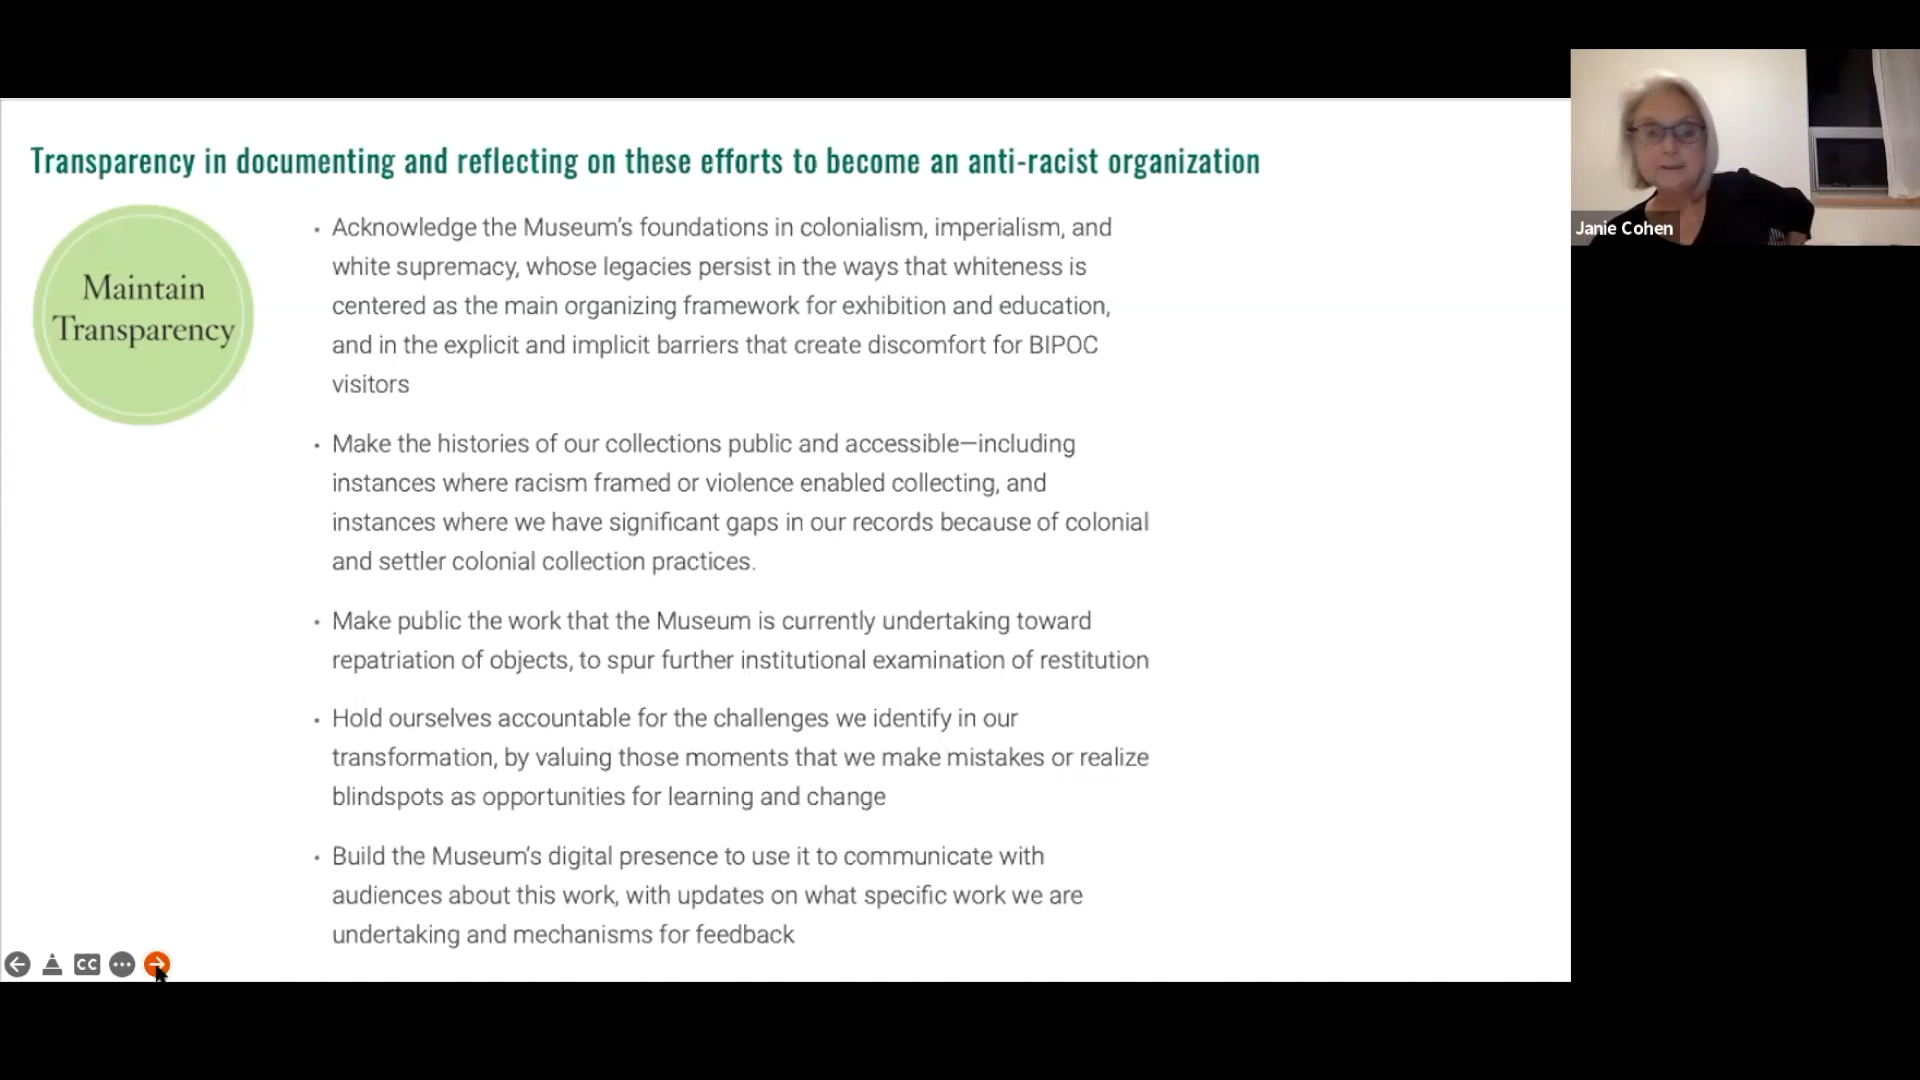 Transparency in documenting and reflecting on these efforts to become an anti-racist organization
Maintain
Transparency
• Acknowledge the Museum's foundations in colonialism, imperialism, and
white supremacy, whose legacies persist in the ways that whiteness is
centered as the main organizing framework for exhibition and education,
and in the explicit and implicit barriers that create discomfort for BIPOC
visitors
• Make the histories of our collections public and accessible—including
instances where racism framed or violence enabled collecting, and
instances where we have significant gaps in our records because of colonial
and settler colonial collection practices.
• Make public the work that the Museum is currently undertaking toward
repatriation of objects, to spur further institutional examination of restitution
• Hold ourselves accountable for the challenges we identify in our
transformation, by valuing those moments that we make mistakes or realize
blindspots as opportunities for learning and change
• Build the Museum's digital presence to use it to communicate with
audiences about this work, with updates on what specific work we are
undertaking and mechanisms for feedback
CC
Janie Cohen